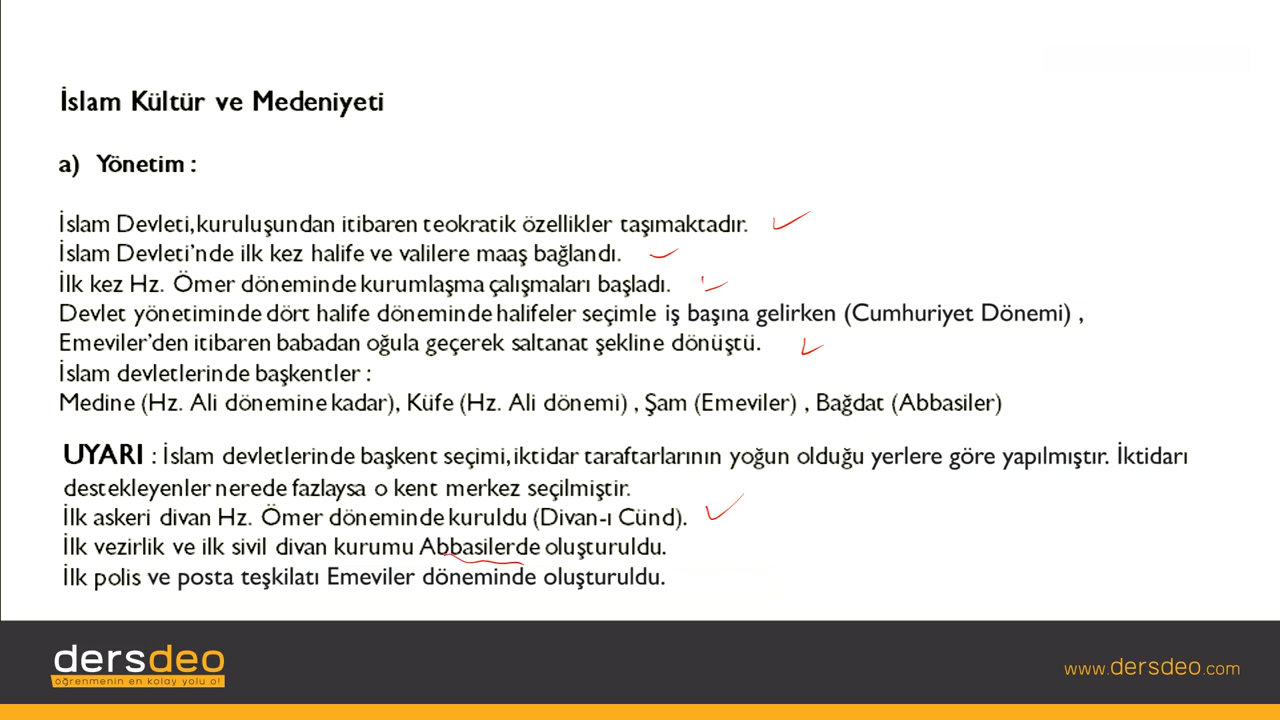 İslam Kültür ve Medeniyeti
a) Yönetim :
İslam Devleti,kuruluşundan itibaren teokratik özellikler taşımaktadır.
İslam Devleti'nde ilk kez halife ve valilere maaş bağlandı.
İlk kez Hz. Ömer döneminde kurumlaşma çalışmaları başladı.
Devlet yönetiminde dört halife döneminde halifeler seçimle iş başına gelirken (Cumhuriyet Dönemi) ,
Emeviler'den itibaren babadan oğula geçerek saltanat şekline dönüştü.
İslam devletlerinde başkentler :
Medine (Hz. Ali dönemine kadar), Küfe (Hz. Ali dönemi) , Şam (Emeviler) , Bağdat (Abbasiler)
UYARI : İslam devletlerinde başkent seçimi,iktidar taraftarlarının yoğun olduğu yerlere göre yapılmıştır. İktidarı
destekleyenler nerede fazlaysa o kent merkez seçilmiştir.
İlk askeri divan Hz. Ömer döneminde kuruldu (Divan-ı Cünd).
İlk vezirlik ve ilk sivil divan kurumu Abbasilerde oluşturuldu.
İlk polis ve posta teşkilatı Emeviler döneminde oluşturuldu.
dersdeo
öğrenmenin en kolay yolu o!
www.dersdeo.com